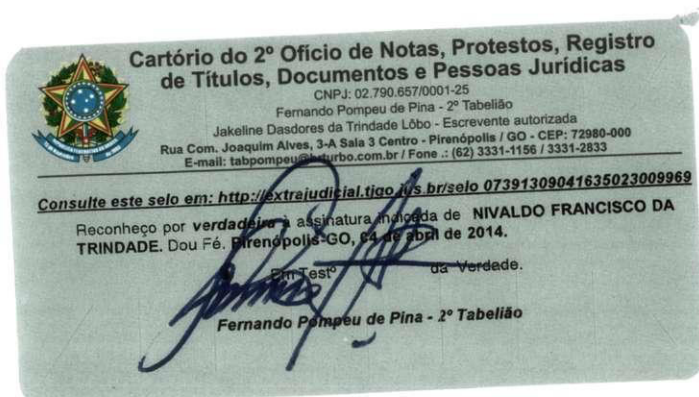 Cartório do 2º Ofício de Notas, Protestos, Registro
de Títulos, Documentos e Pessoas Jurídicas
CNPJ: 02.790.657/0001-25
Fernando Pompeu de Pina - 2º Tabelião
Jakeline Dasdores da Trindade Lôbo - Escrevente autorizada
Rua Com. Joaquim Alves, 3-A Sala 3 Centro - Pirenópolis / GO - CEP: 72980-000
E-mail: tabpompeu@brturbo.com.br / Fone .: (62) 3331-1156 / 3331-2833
Consulte este selo em: http://extrajudicial.tjgo.jus.br/selo 07391309041635023009969
Reconheço por verdadeira a assinatura indicada de NIVALDO FRANCISCO DA
TRINDADE. Dou Fé. Pirenópolis-GO, 04 de abril de 2014.
Em Testº da Verdade.
Fernando Pompeu de Pina - 2º Tabelião